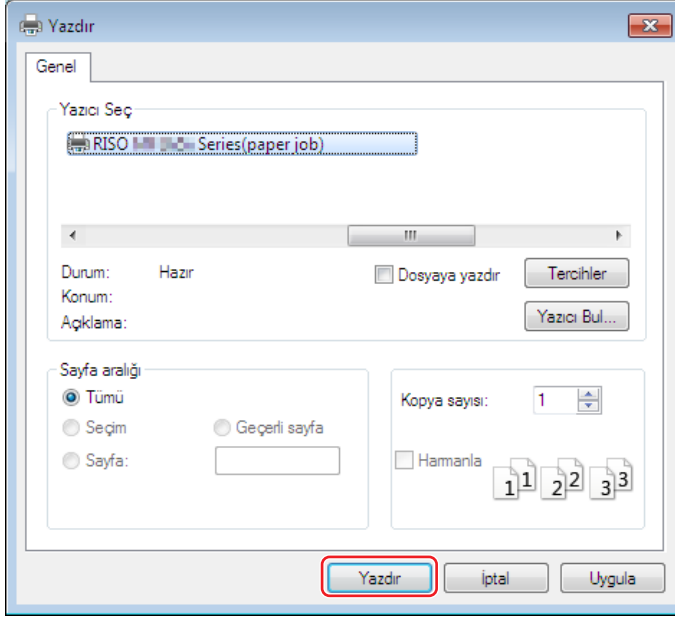 Yazdır
Genel
Yazıcı Seç
RISO Series(paper job)
Durum: Hazır
Dosyaya yazdır
Tercihler
Konum:
Açıklama:
Yazıcı Bul...
Sayfa aralığı
Tümü
Seçim
Geçerli sayfa
Sayfa:
Kopya sayısı: 1
Harmanla
1 1 2 2 3 3
Yazdır
İptal
Uygula